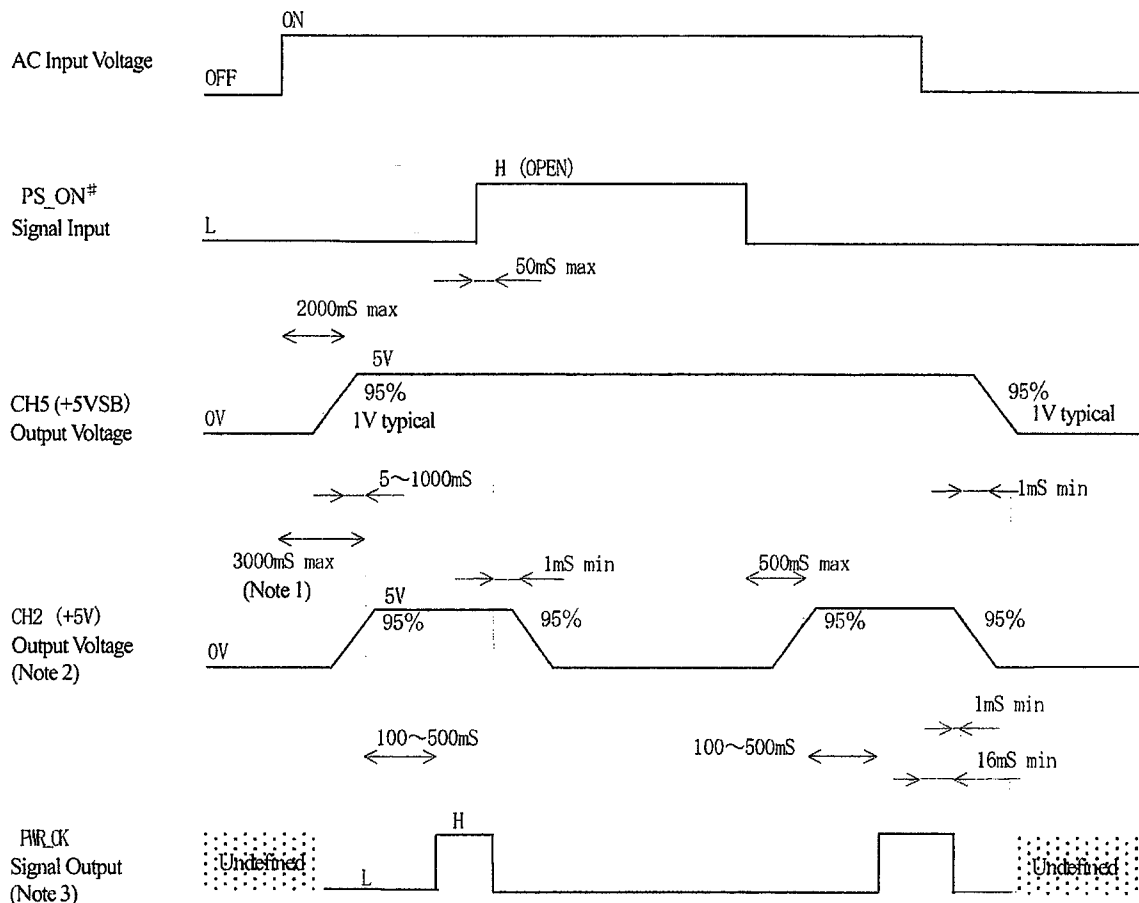 ON
AC Input Voltage
OFF
H (OPEN)
PS_ON#
Signal Input
L
50mS max
2000mS max
5V
95%
95%
CH5 (+5VSB)
Output Voltage
0V
1V typical
1V typical
5～1000mS
1mS min
3000mS max
(Note 1)
1mS min
500mS max
CH2 (+5V)
Output Voltage
(Note 2)
5V
95%
95%
95%
95%
0V
1mS min
100～500mS
100～500mS
16mS min
PWR_OK
Signal Output
(Note 3)
Undefined
H
L
Undefined